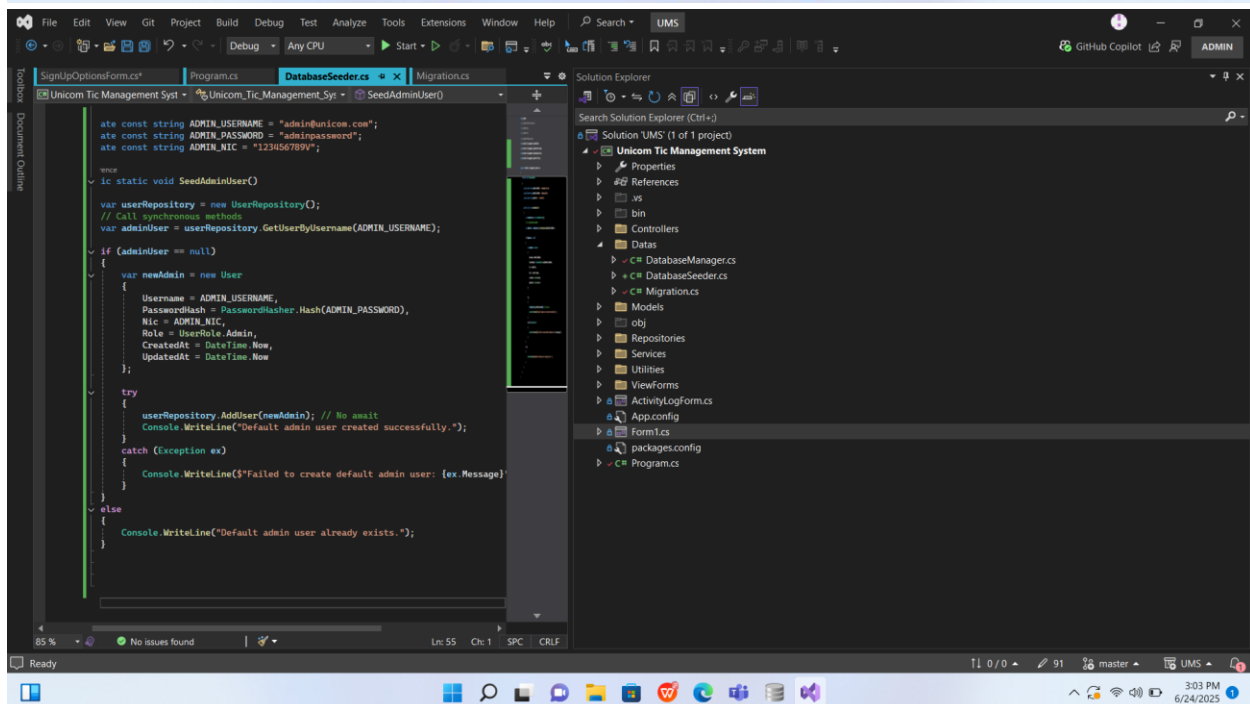 File Edit View Git Project Build Debug Test Analyze Tools Extensions Window Help Search UMS
Debug Any CPU Start GitHub Copilot ADMIN
Toolbox
Document Outline
SignUpOptionsForm.cs* Program.cs DatabaseSeeder.cs Migration.cs
Unicom Tic Management Syst Unicom_Tic_Management_Sy SeedAdminUser()
ate const string ADMIN_USERNAME = "admin@unicom.com";
ate const string ADMIN_PASSWORD = "adminpassword";
ate const string ADMIN_NIC = "123456789V";
ence
ic static void SeedAdminUser()
var userRepository = new UserRepository();
// Call synchronous methods
var adminUser = userRepository.GetUserByUsername(ADMIN_USERNAME);
if (adminUser == null)
{
var newAdmin = new User
{
Username = ADMIN_USERNAME,
PasswordHash = PasswordHasher.Hash(ADMIN_PASSWORD),
Nic = ADMIN_NIC,
Role = UserRole.Admin,
CreatedAt = DateTime.Now,
UpdatedAt = DateTime.Now
};
try
{
userRepository.AddUser(newAdmin); // No await
Console.WriteLine("Default admin user created successfully.");
}
catch (Exception ex)
{
Console.WriteLine($"Failed to create default admin user: {ex.Message}"
}
}
else
{
Console.WriteLine("Default admin user already exists.");
}
85 % No issues found Ln: 55 Ch: 1 SPC CRLF
Solution Explorer
Search Solution Explorer (Ctrl+;)
Solution 'UMS' (1 of 1 project)
Unicom Tic Management System
Properties
References
.vs
bin
Controllers
Datas
C# DatabaseManager.cs
C# DatabaseSeeder.cs
C# Migration.cs
Models
obj
Repositories
Services
Utilities
ViewForms
ActivityLogForm.cs
App.config
Form1.cs
packages.config
C# Program.cs
Ready 0 / 0 91 master UMS
3:03 PM
6/24/2025